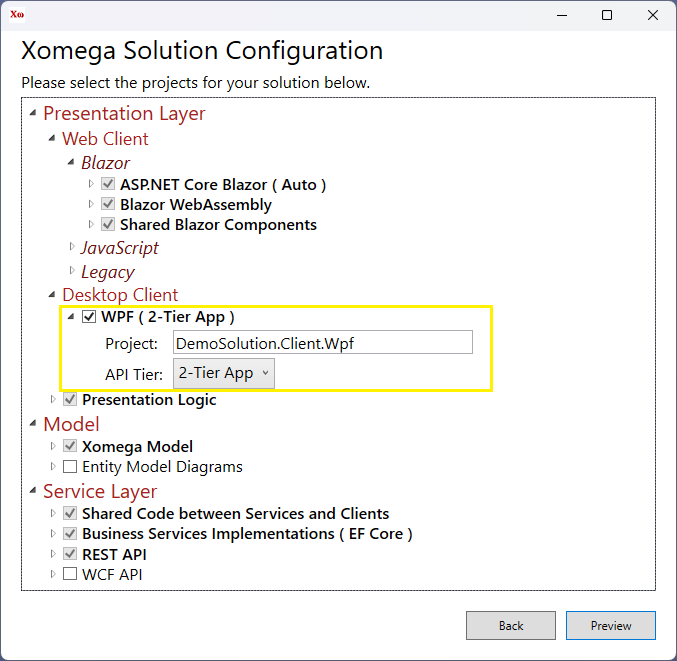 Xω
Xomega Solution Configuration
Please select the projects for your solution below.
Presentation Layer
Web Client
Blazor
ASP.NET Core Blazor ( Auto )
Blazor WebAssembly
Shared Blazor Components
JavaScript
Legacy
Desktop Client
WPF ( 2-Tier App )
Project: DemoSolution.Client.Wpf
API Tier: 2-Tier App
Presentation Logic
Model
Xomega Model
Entity Model Diagrams
Service Layer
Shared Code between Services and Clients
Business Services Implementations ( EF Core )
REST API
WCF API
Back Preview